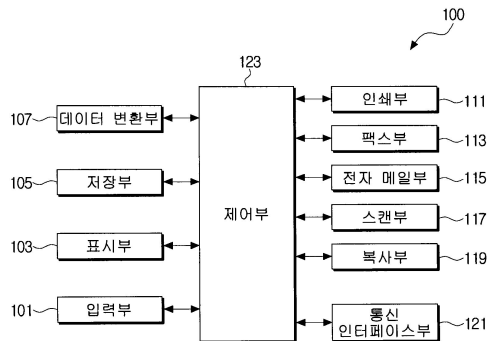 100
123
107 데이터 변환부
105 저장부
103 표시부
101 입력부
제어부
인쇄부 111
팩스부 113
전자 메일부 115
스캔부 117
복사부 119
통신
인터페이스부 121